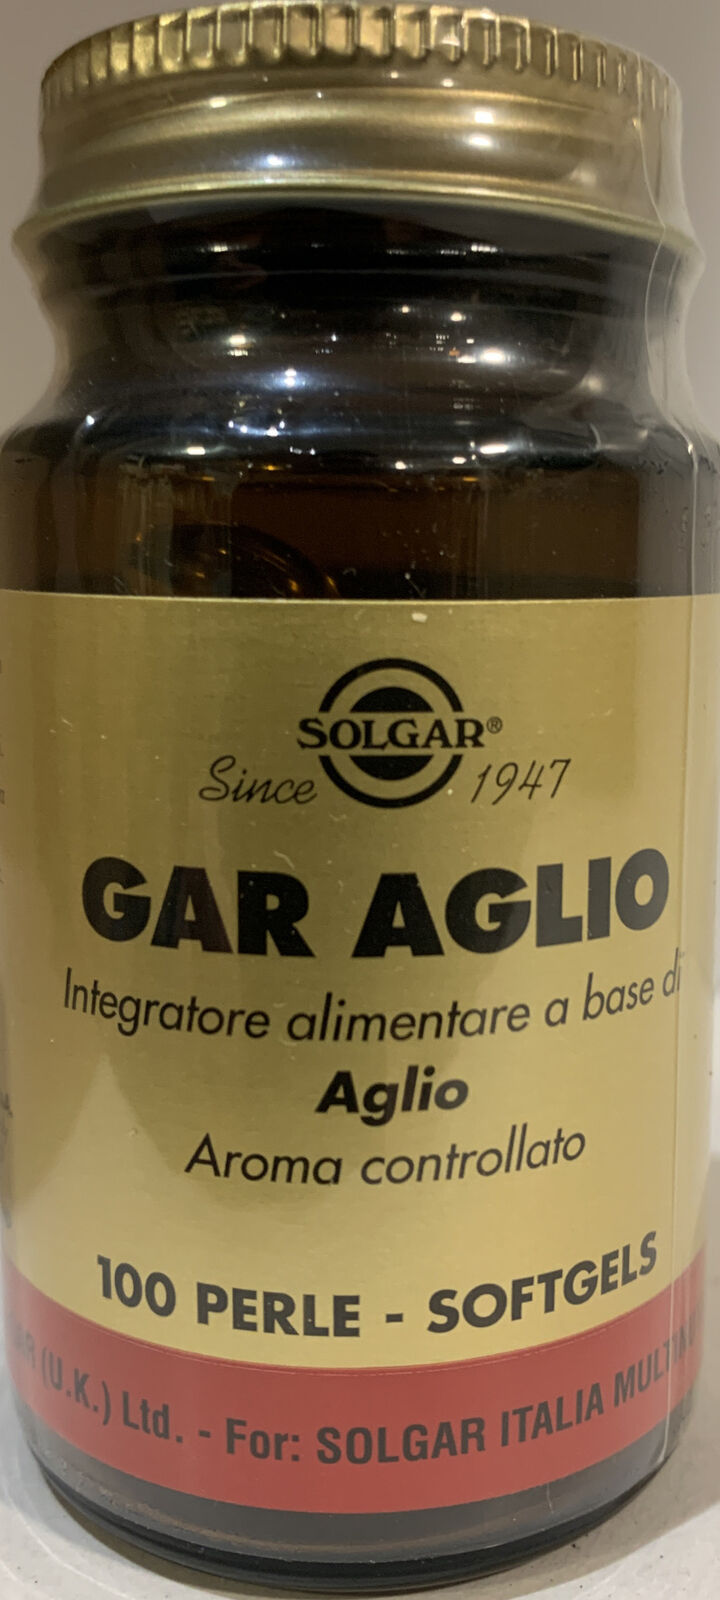 SOLGAR®
Since 1947
GAR AGLIO
Integratore alimentare a base di
Aglio
Aroma controllato
100 PERLE - SOFTGELS
(U.K.) Ltd. - For: SOLGAR ITALIA